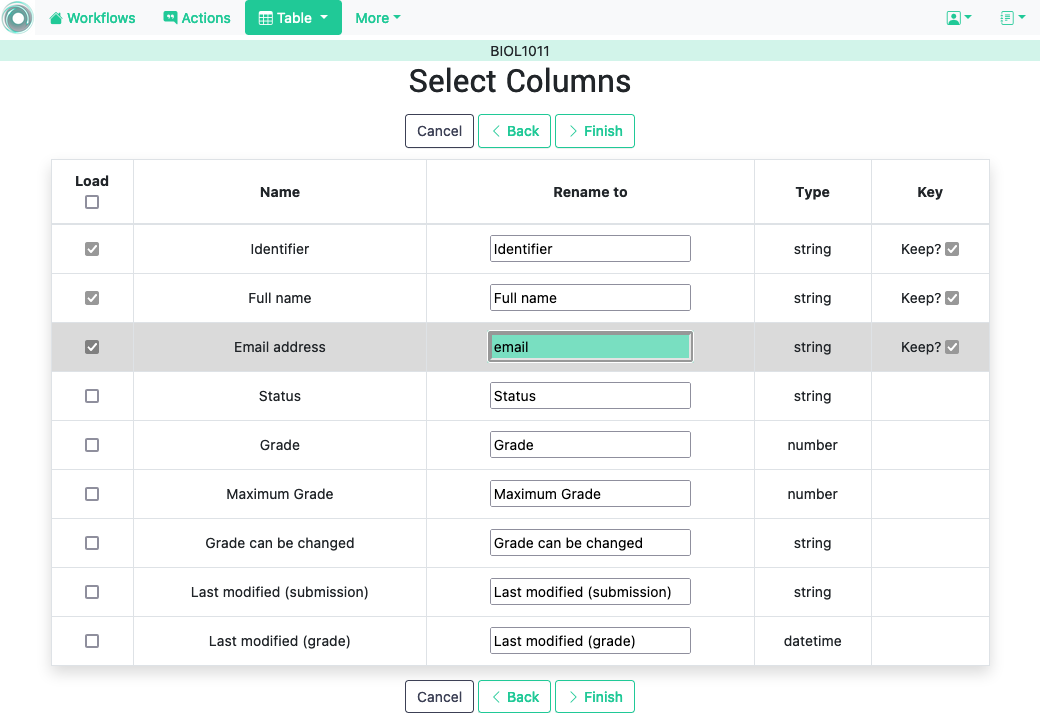 Workflows Actions Table More
BIOL1011
Select Columns
Cancel Back Finish
Load Name Rename to Type Key
Identifier Identifier string Keep?
Full name Full name string Keep?
Email address email string Keep?
Status Status string
Grade Grade number
Maximum Grade Maximum Grade number
Grade can be changed Grade can be changed string
Last modified (submission) Last modified (submission) string
Last modified (grade) Last modified (grade) datetime
Cancel Back Finish